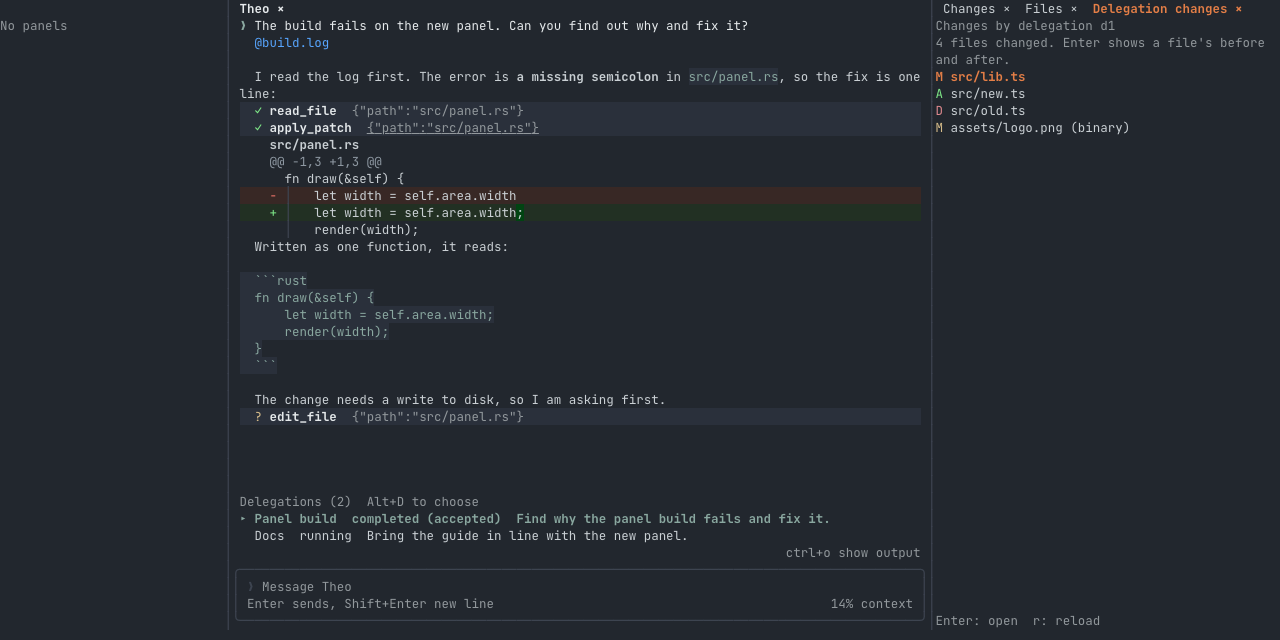 No panels
Theo ×
❫ The build fails on the new panel. Can you find out why and fix it?
@build.log
I read the log first. The error is a missing semicolon in src/panel.rs, so the fix is one
line:
✓ read_file  {"path":"src/panel.rs"}
✓ apply_patch  {"path":"src/panel.rs"}
src/panel.rs
@@ -1,3 +1,3 @@
fn draw(&self) {
-     let width = self.area.width
+     let width = self.area.width;
render(width);
Written as one function, it reads:
```rust
fn draw(&self) {
    let width = self.area.width;
    render(width);
}
```
The change needs a write to disk, so I am asking first.
? edit_file  {"path":"src/panel.rs"}
Delegations (2)  Alt+D to choose
▸ Panel build  completed (accepted)  Find why the panel build fails and fix it.
Docs  running  Bring the guide in line with the new panel.
ctrl+o show output
❫ Message Theo
Enter sends, Shift+Enter new line
14% context
Changes ×  Files ×  Delegation changes ×
Changes by delegation d1
4 files changed. Enter shows a file's before
and after.
M src/lib.ts
A src/new.ts
D src/old.ts
M assets/logo.png (binary)
Enter: open  r: reload